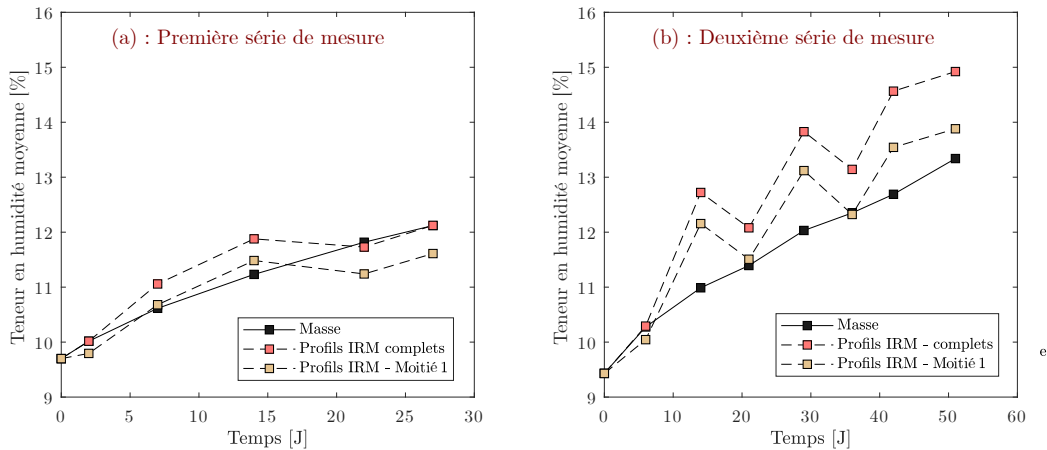 (a) : Première série de mesure
Teneur en humidité moyenne [%]
16
15
14
13
12
11
10
9
Masse
Profils IRM complets
Profils IRM - Moitié 1
0 5 10 15 20 25 30
Temps [J]
(b) : Deuxième série de mesure
Teneur en humidité moyenne [%]
16
15
14
13
12
11
10
9
Masse
Profils IRM - complets
Profils IRM - Moitié 1
0 10 20 30 40 50 60
Temps [J]
e